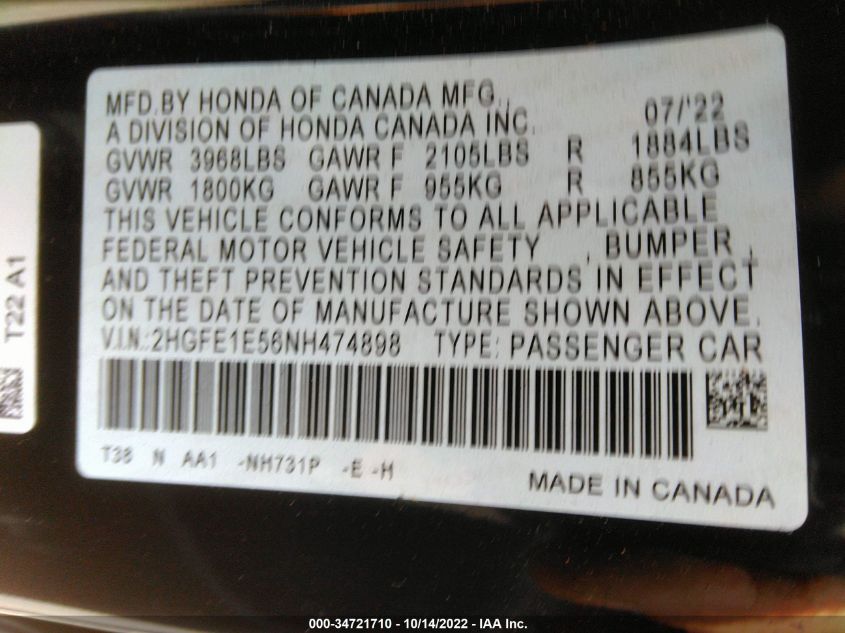 MFD.BY HONDA OF CANADA MFG., 07/'22
A DIVISION OF HONDA CANADA INC.
GVWR 3968LBS GAWR F 2105LBS R 1884LBS
GVWR 1800KG GAWR F 955KG R 855KG
THIS VEHICLE CONFORMS TO ALL APPLICABLE
FEDERAL MOTOR VEHICLE SAFETY , BUMPER ,
AND THEFT PREVENTION STANDARDS IN EFFECT
ON THE DATE OF MANUFACTURE SHOWN ABOVE.
V.I.N.:2HGFE1E56NH474898 TYPE: PASSENGER CAR
T38 N AA1 -NH731P -E -H
MADE IN CANADA
T22 A1
000-34721710 - 10/14/2022 - IAA Inc.